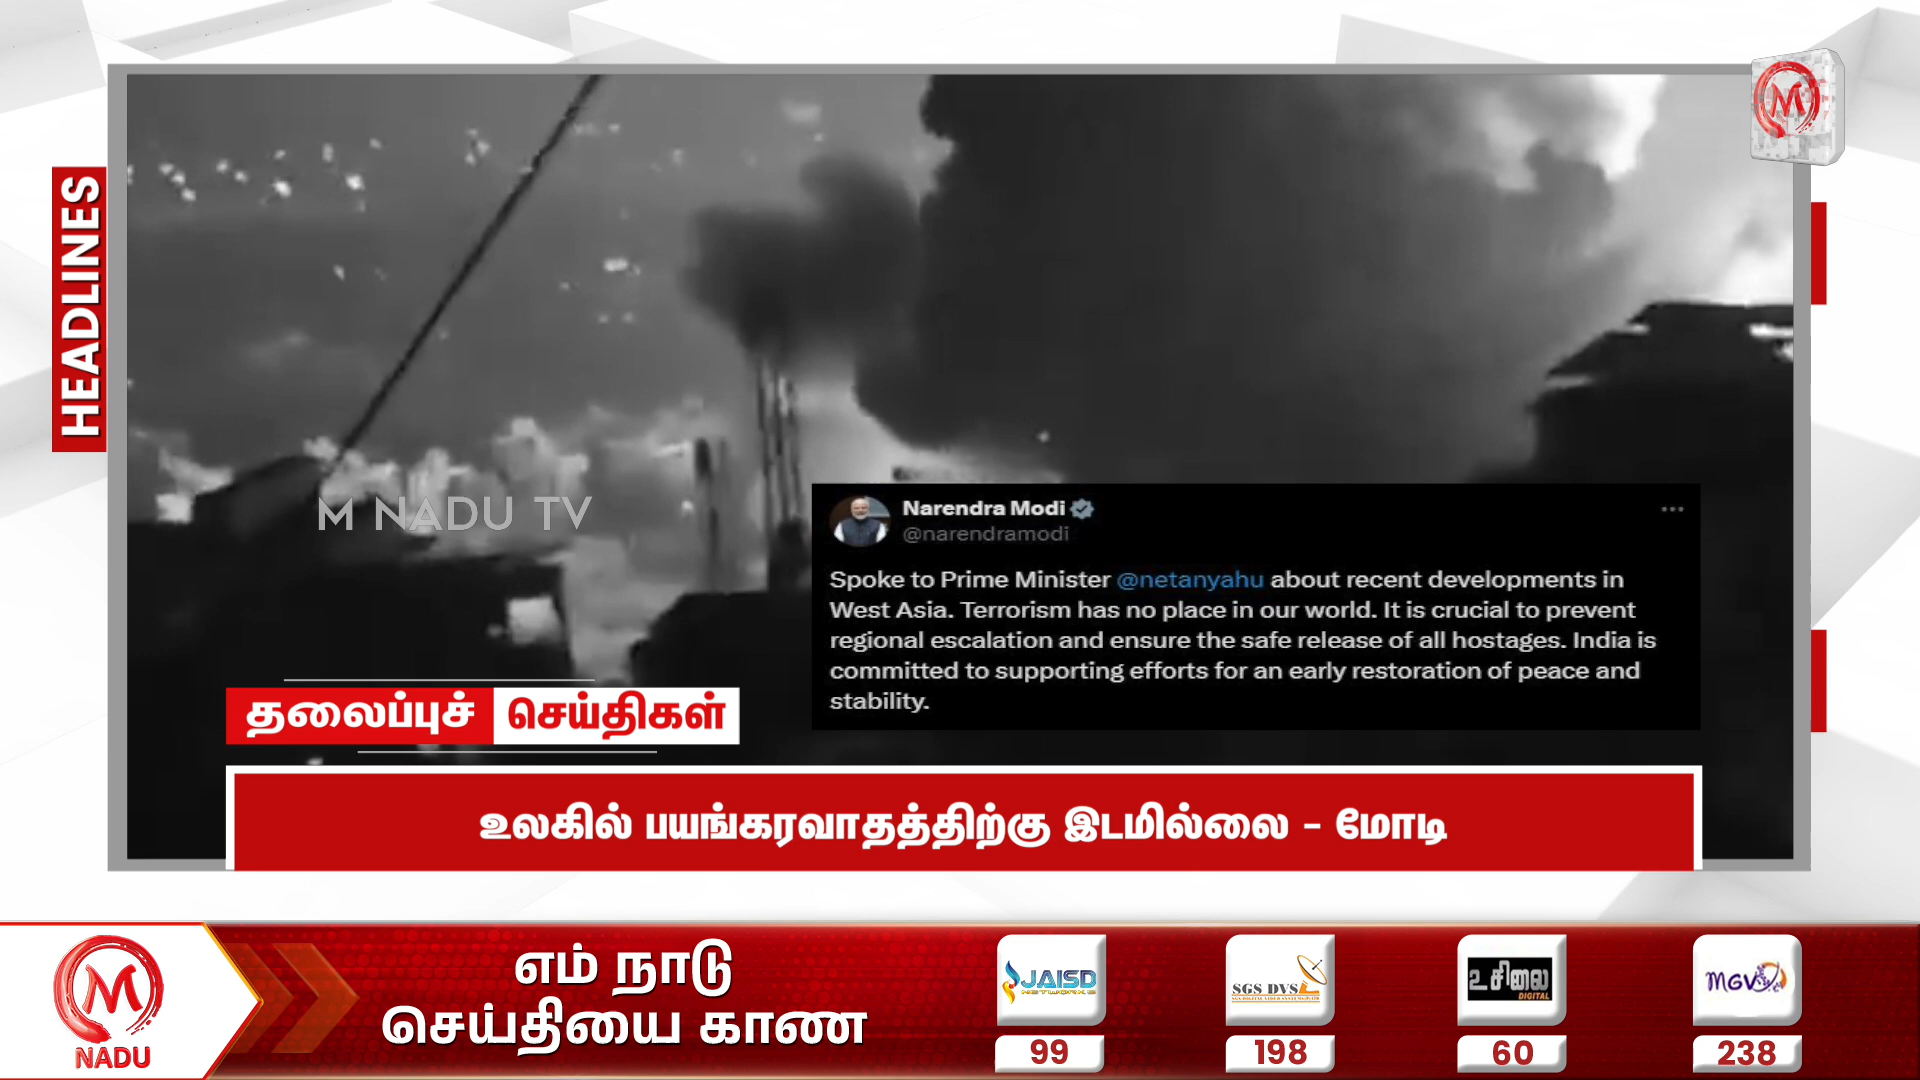 HEADLINES
M
M NADU TV
Narendra Modi
@narendramodi
Spoke to Prime Minister @netanyahu about recent developments in
West Asia. Terrorism has no place in our world. It is crucial to prevent
regional escalation and ensure the safe release of all hostages. India is
committed to supporting efforts for an early restoration of peace and
stability.
தலைப்புச் செய்திகள்
உலகில் பயங்கரவாதத்திற்கு இடமில்லை - மோடி
M
NADU
எம் நாடு
செய்தியை காண
JAISD
NETWORKS
99
SGS DVS
198
உசிலை
DIGITAL
60
MGV
238